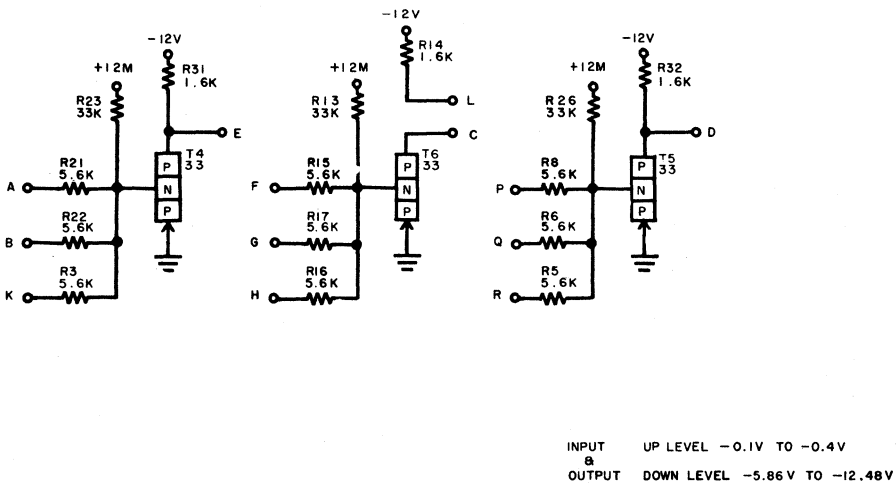 -12V
+12M
R31
1.6K
R23
33K
E
T4
33
P
N
P
R21
5.6K
A
R22
5.6K
B
R3
5.6K
K
-12V
R14
1.6K
+12M
L
R13
33K
C
T6
33
P
N
P
R15
5.6K
F
R17
5.6K
G
R16
5.6K
H
-12V
R32
1.6K
+12M
R26
33K
D
T5
33
P
N
P
R8
5.6K
P
R6
5.6K
Q
R5
5.6K
R
INPUT UP LEVEL -0.1V TO -0.4V
&
OUTPUT DOWN LEVEL -5.86V TO -12.48V